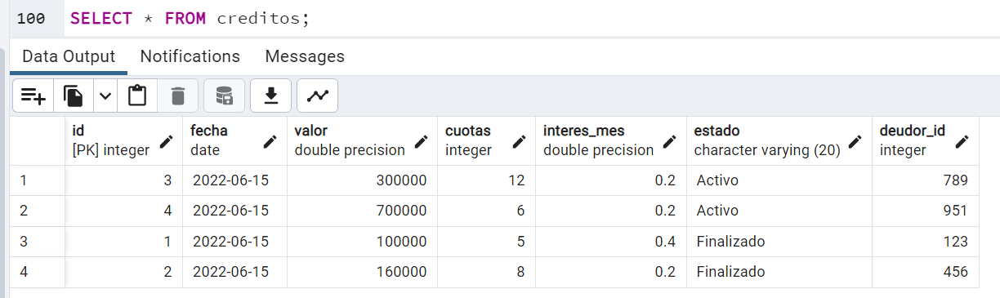 100 SELECT * FROM creditos;
Data Output Notifications Messages
id fecha valor cuotas interes_mes estado deudor_id
[PK] integer date double precision integer double precision character varying (20) integer
1 3 2022-06-15 300000 12 0.2 Activo 789
2 4 2022-06-15 700000 6 0.2 Activo 951
3 1 2022-06-15 100000 5 0.4 Finalizado 123
4 2 2022-06-15 160000 8 0.2 Finalizado 456